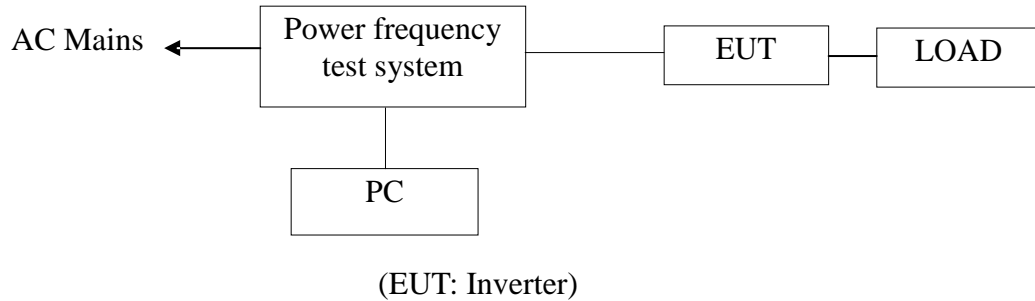 AC Mains
Power frequency
test system
EUT
LOAD
PC
(EUT: Inverter)